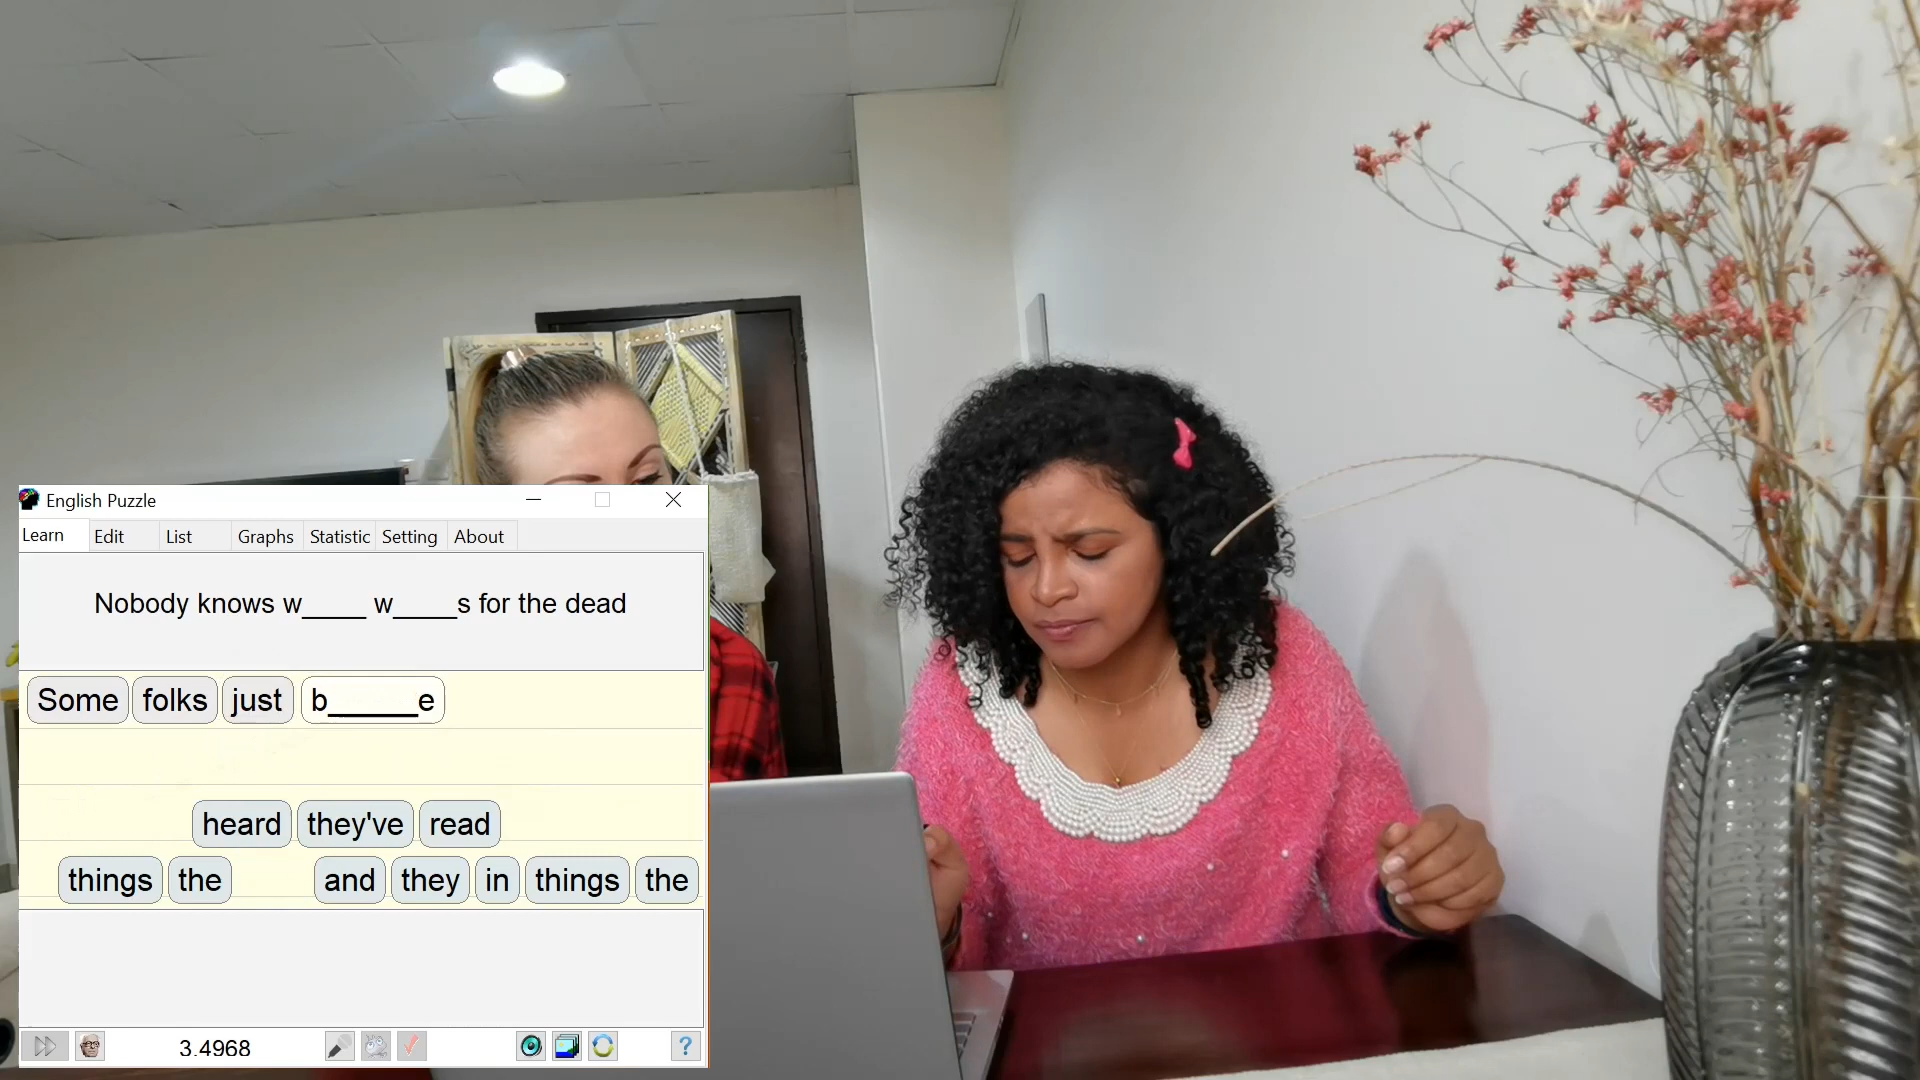 English Puzzle
Learn Edit List Graphs Statistic Setting About
Nobody knows w____ w____s for the dead
Some folks just b_____e
heard they've read
things the and they in things the
3.4968
?